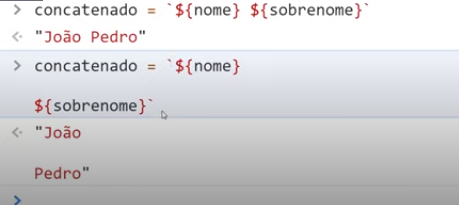 > concatenado = `${nome} ${sobrenome}`
<· "João Pedro"
> concatenado = `${nome}
${sobrenome}`
<· "João
Pedro"
>